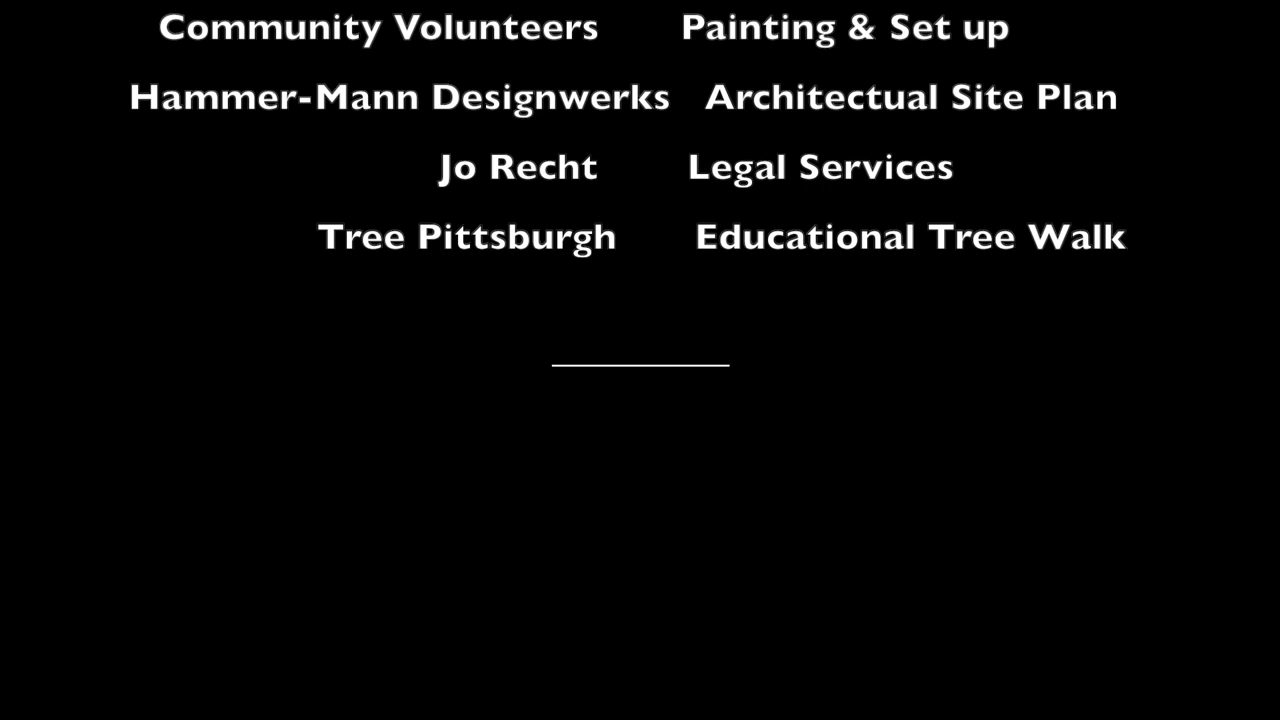 Community Volunteers Painting & Set up
Hammer-Mann Designwerks Architectual Site Plan
Jo Recht Legal Services
Tree Pittsburgh Educational Tree Walk